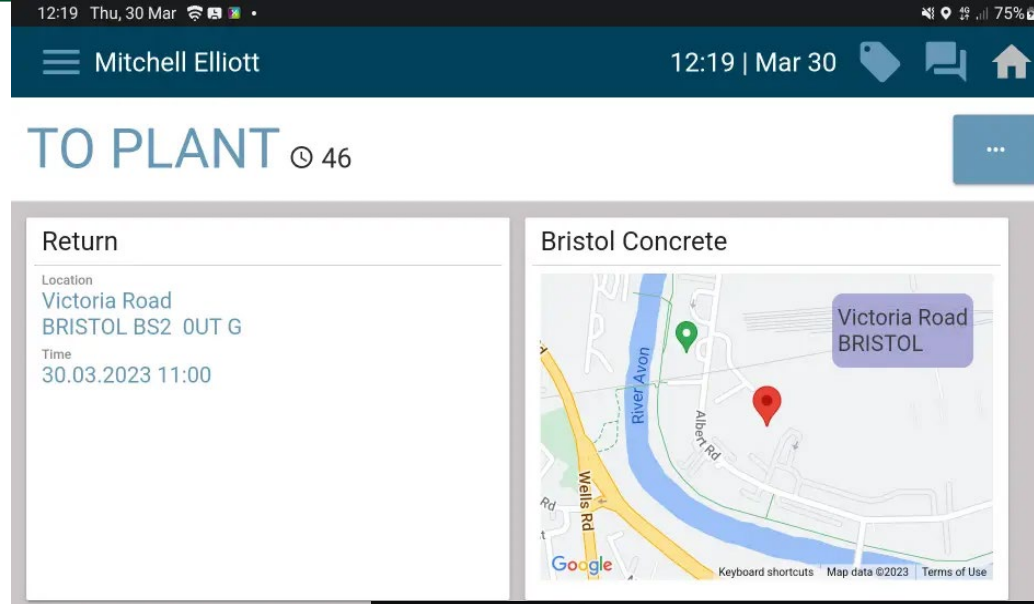 12:19 Thu, 30 Mar
4G
75%
Mitchell Elliott
12:19 | Mar 30
TO PLANT 46
...
Return
Location
Victoria Road
BRISTOL BS2  0UT G
Time
30.03.2023 11:00
Bristol Concrete
Victoria Road
BRISTOL
River Avon
Albert Rd
Wells Rd
Rd
t
Google
Keyboard shortcuts
Map data ©2023
Terms of Use